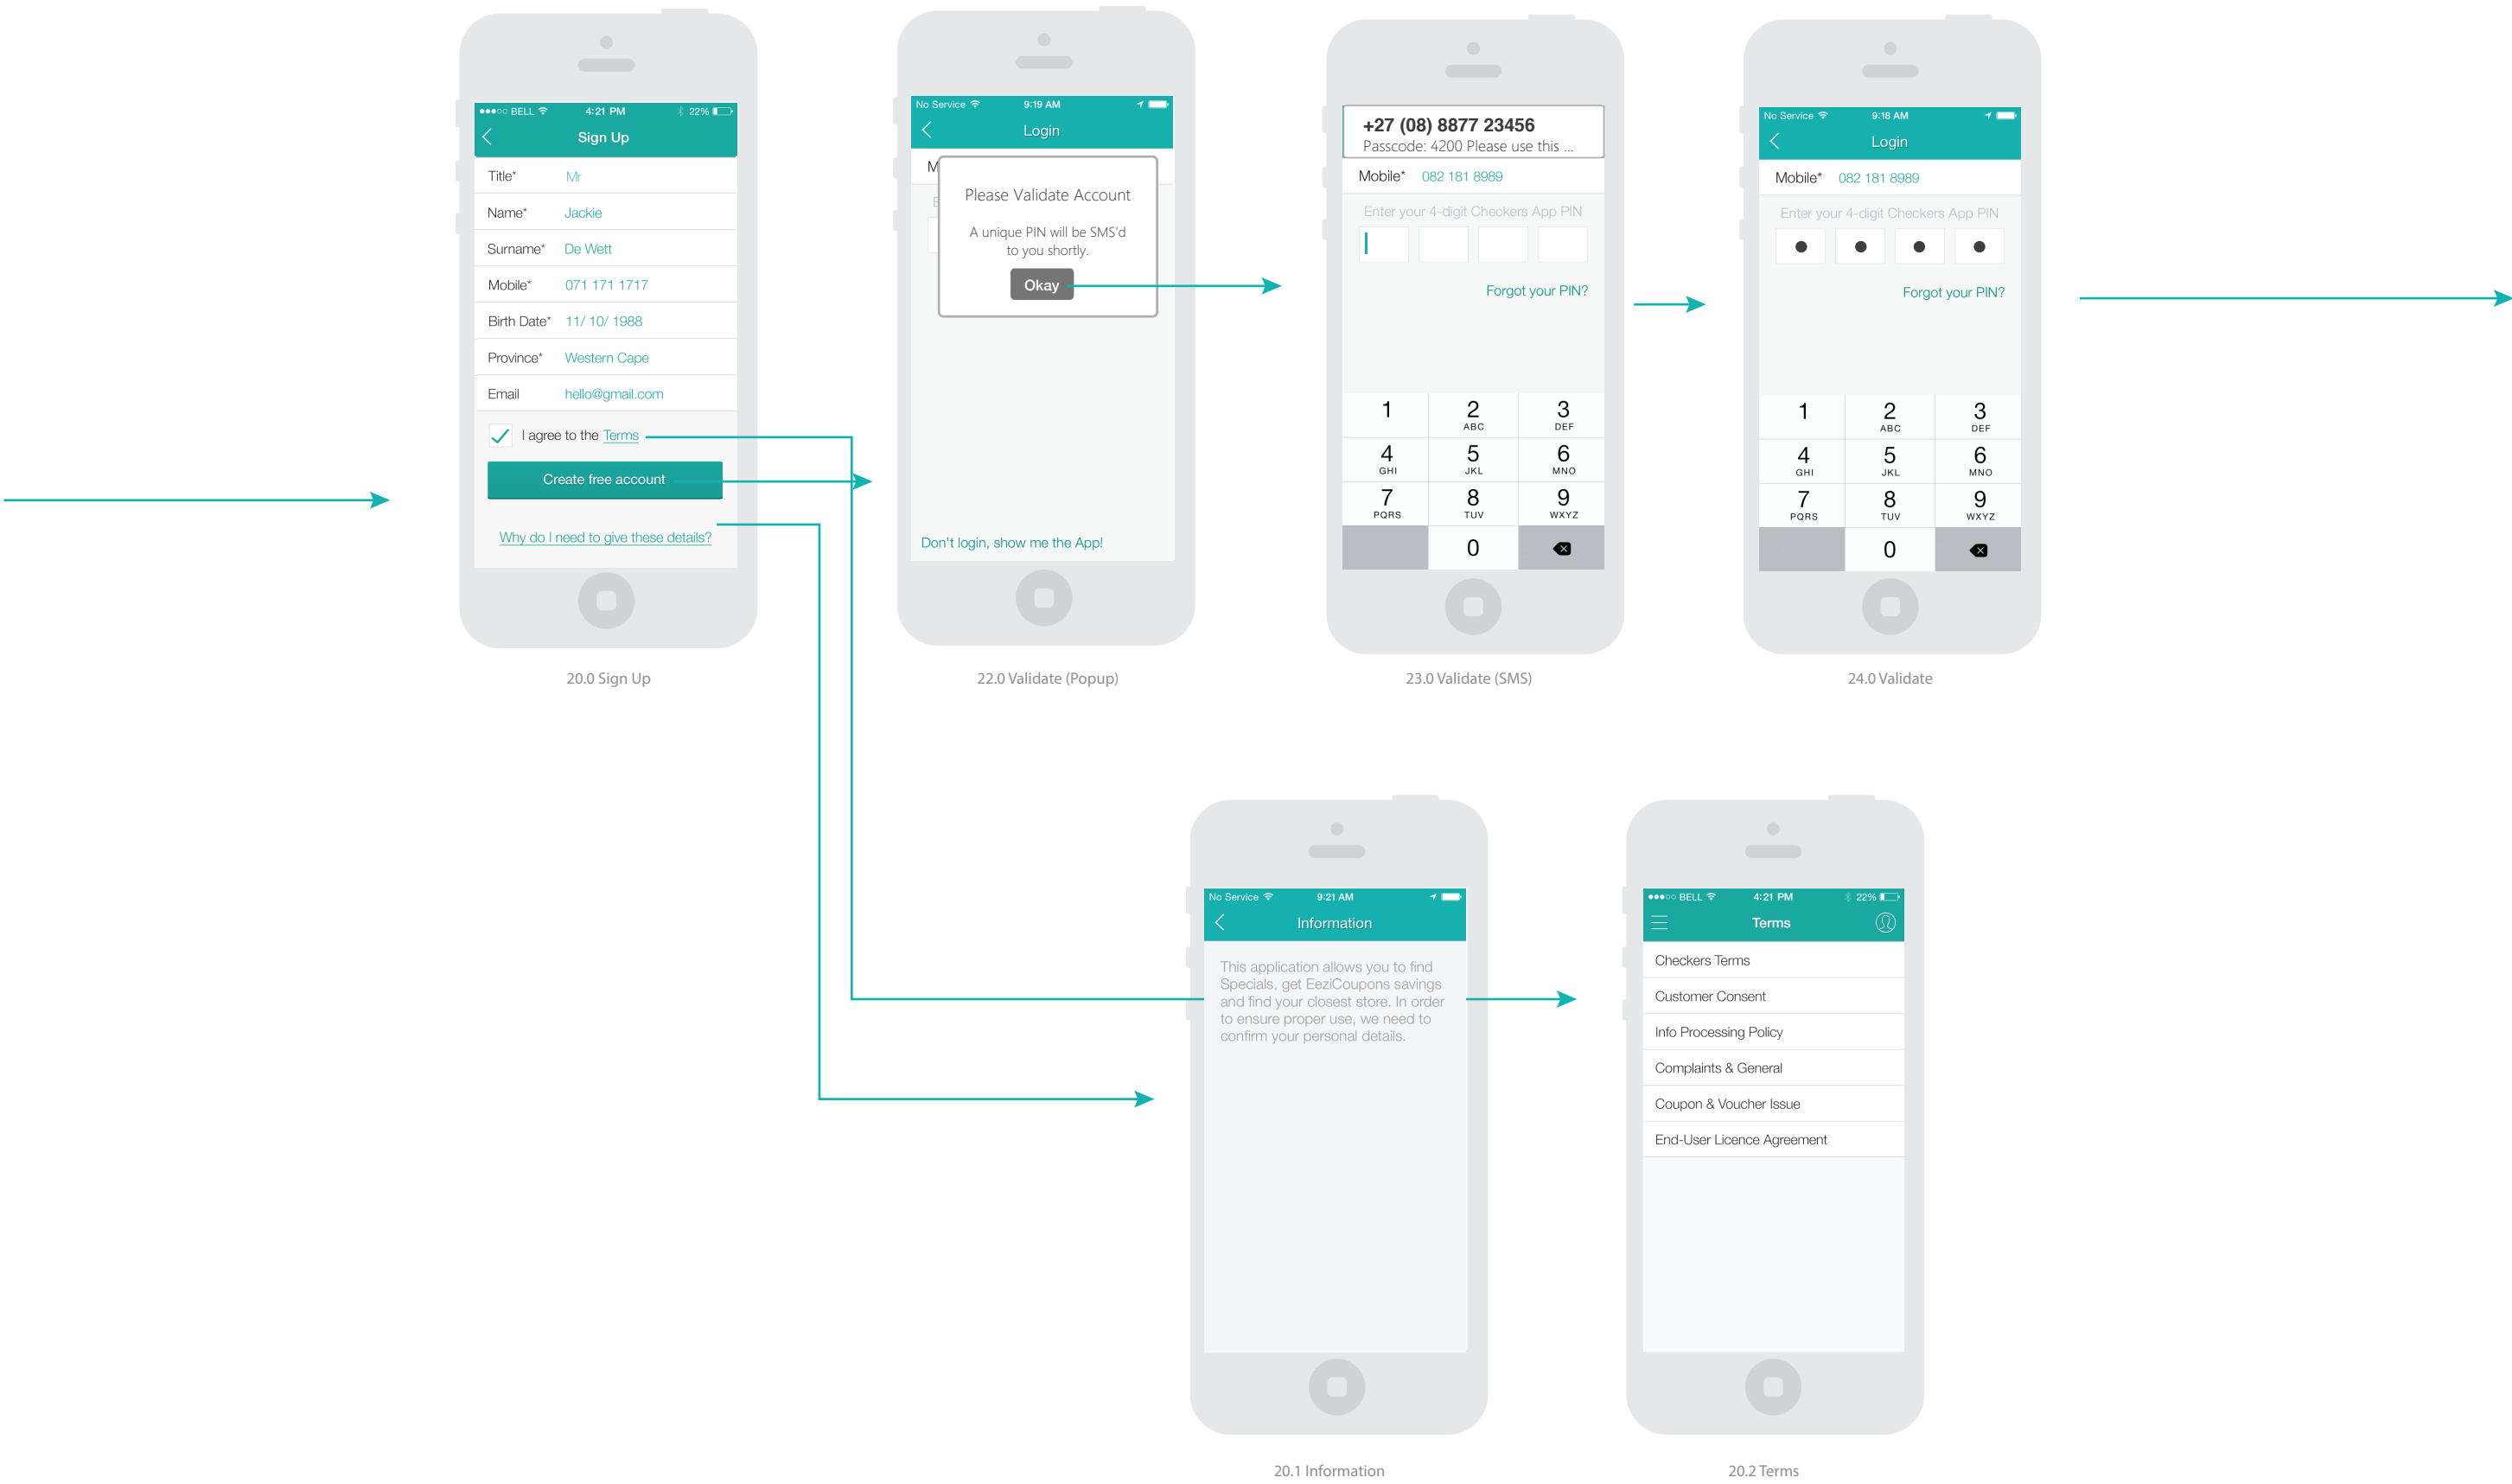 BELL 4:21 PM 22%
Sign Up
Title* Mr
Name* Jackie
Surname* De Wett
Mobile* 071 171 1717
Birth Date* 11/ 10/ 1988
Province* Western Cape
Email hello@gmail.com
I agree to the Terms
Create free account
Why do I need to give these details?
20.0 Sign Up
No Service 9:19 AM
Login
M
E
Please Validate Account
A unique PIN will be SMS'd
to you shortly.
Okay
Don't login, show me the App!
22.0 Validate (Popup)
+27 (08) 8877 23456
Passcode: 4200 Please use this ...
Mobile* 082 181 8989
Enter your 4-digit Checkers App PIN
Forgot your PIN?
1 2 3
ABC DEF
4 5 6
GHI JKL MNO
7 8 9
PQRS TUV WXYZ
0
23.0 Validate (SMS)
No Service 9:18 AM
Login
Mobile* 082 181 8989
Enter your 4-digit Checkers App PIN
Forgot your PIN?
1 2 3
ABC DEF
4 5 6
GHI JKL MNO
7 8 9
PQRS TUV WXYZ
0
24.0 Validate
No Service 9:21 AM
Information
This application allows you to find
Specials, get EeziCoupons savings
and find your closest store. In order
to ensure proper use, we need to
confirm your personal details.
20.1 Information
BELL 4:21 PM 22%
Terms
Checkers Terms
Customer Consent
Info Processing Policy
Complaints & General
Coupon & Voucher Issue
End-User Licence Agreement
20.2 Terms